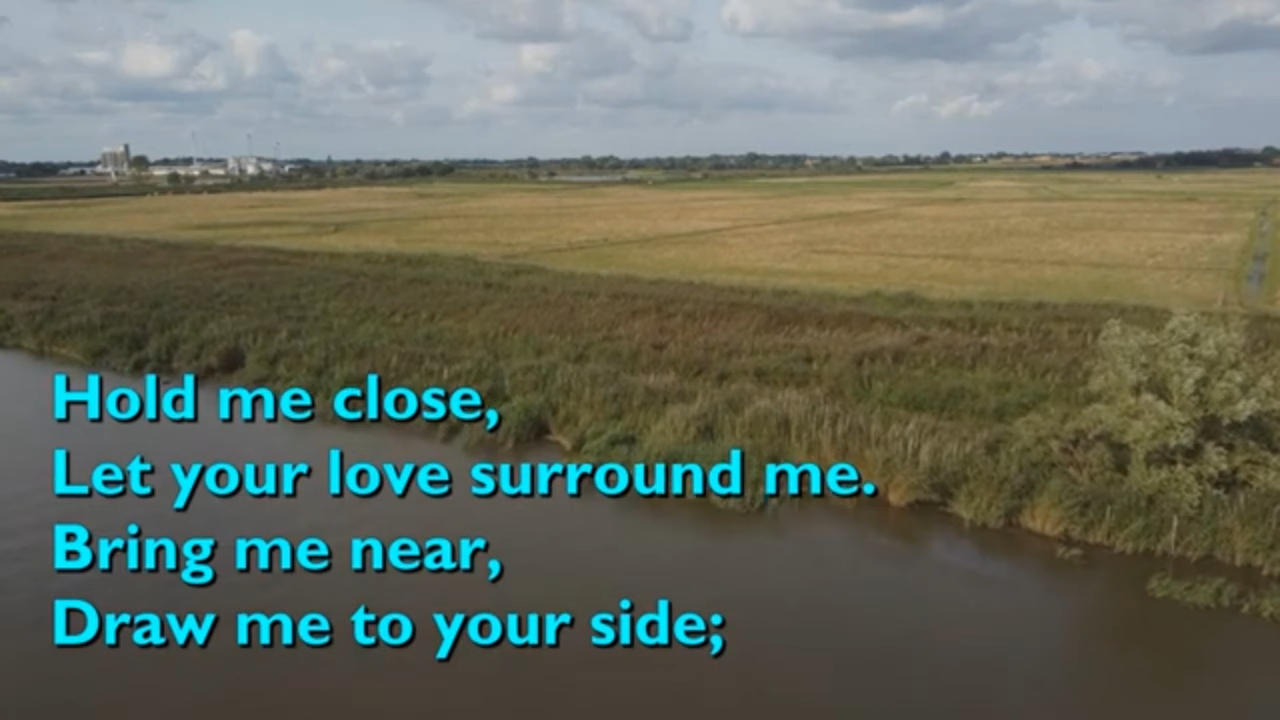 Hold me close,
Let your love surround me.
Bring me near,
Draw me to your side;